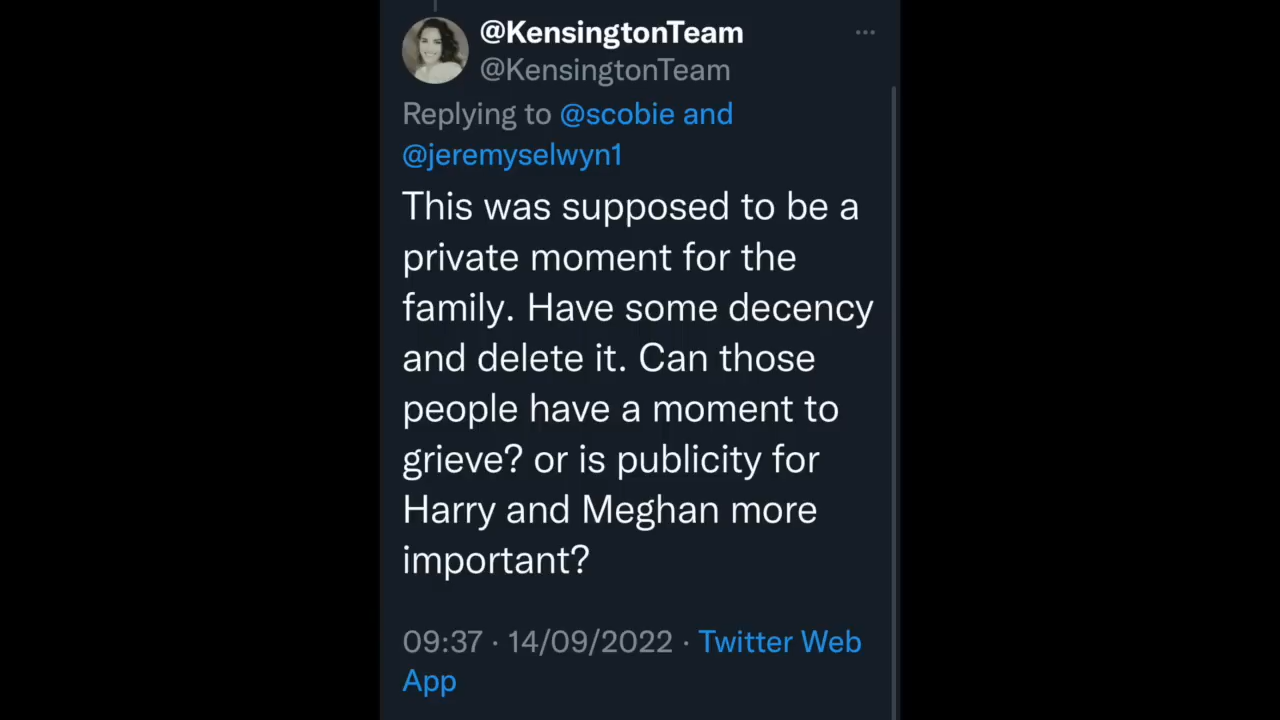 @KensingtonTeam
@KensingtonTeam
Replying to @scobie and
@jeremyselwyn1
This was supposed to be a
private moment for the
family. Have some decency
and delete it. Can those
people have a moment to
grieve? or is publicity for
Harry and Meghan more
important?
09:37 · 14/09/2022 · Twitter Web
App